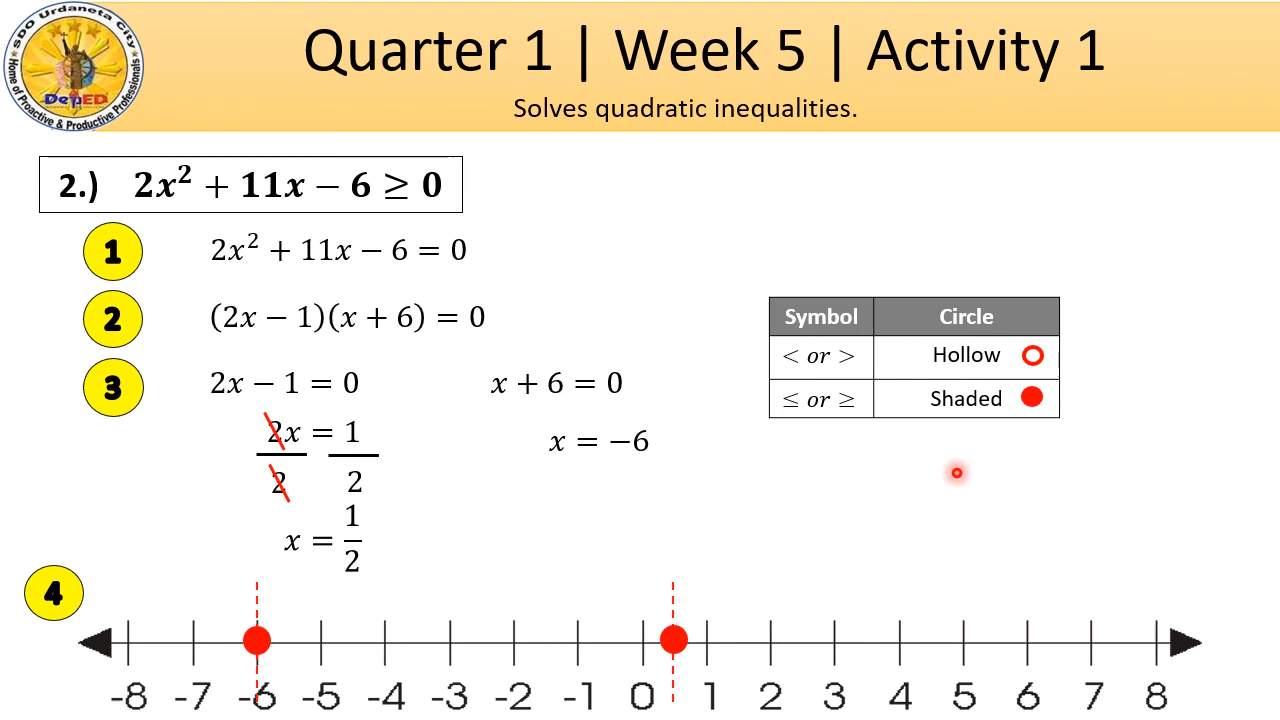 SDO Urdaneta City
DepED
Home of Proactive & Productive Professionals
Quarter 1 | Week 5 | Activity 1
Solves quadratic inequalities.
2.) 2x² + 11x − 6 ≥ 0
1 2x² + 11x − 6 = 0
2 (2x − 1)(x + 6) = 0
3 2x − 1 = 0 x + 6 = 0
2x = 1
2 2
x = −6
x = 1/2
Symbol Circle
< or > Hollow
≤ or ≥ Shaded
4
-8 -7 -6 -5 -4 -3 -2 -1 0 1 2 3 4 5 6 7 8